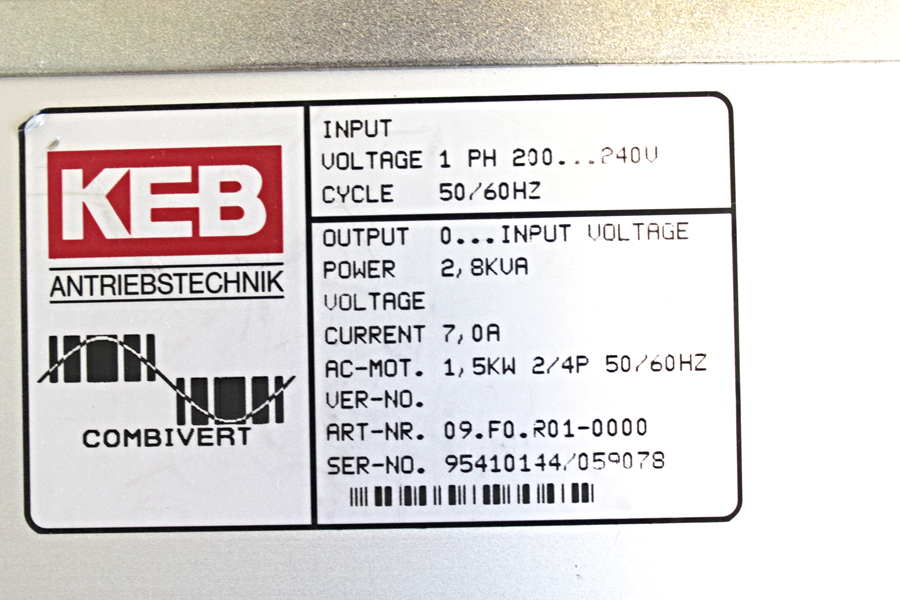 KEB
ANTRIEBSTECHNIK
COMBIVERT
INPUT
VOLTAGE 1 PH 200...240V
CYCLE 50/60HZ
OUTPUT 0...INPUT VOLTAGE
POWER 2,8KVA
VOLTAGE
CURRENT 7,0A
AC-MOT. 1,5KW 2/4P 50/60HZ
VER-NO.
ART-NR. 09.F0.R01-0000
SER-NO. 95410144/059078